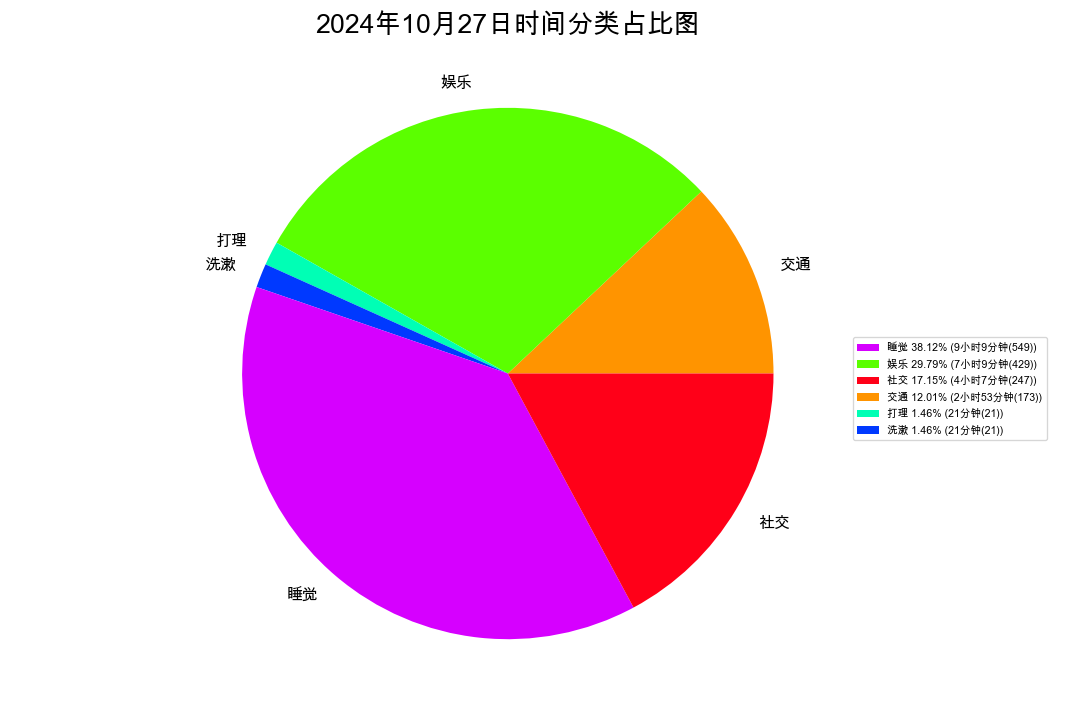 2024年10月27日时间分类占比图
娱乐
打理
洗漱
交通
睡觉 38.12% (9小时9分钟(549))
娱乐 29.79% (7小时9分钟(429))
社交 17.15% (4小时7分钟(247))
交通 12.01% (2小时53分钟(173))
打理 1.46% (21分钟(21))
洗漱 1.46% (21分钟(21))
社交
睡觉